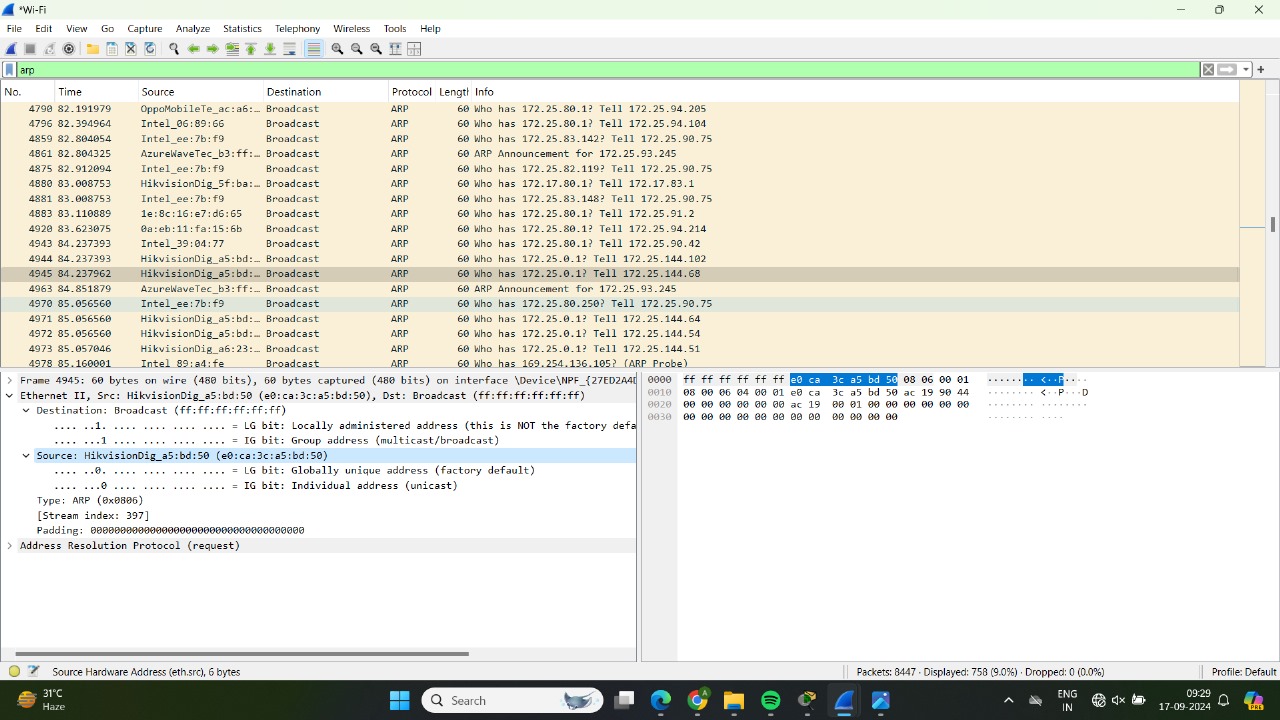 *Wi-Fi
File Edit View Go Capture Analyze Statistics Telephony Wireless Tools Help
arp
No. Time Source Destination Protocol Lengtl Info
4790 82.191979 OppoMobileTe_ac:a6:… Broadcast ARP 60 Who has 172.25.80.1? Tell 172.25.94.205
4796 82.394964 Intel_06:89:66 Broadcast ARP 60 Who has 172.25.80.1? Tell 172.25.94.104
4859 82.804054 Intel_ee:7b:f9 Broadcast ARP 60 Who has 172.25.83.142? Tell 172.25.90.75
4861 82.804325 AzureWaveTec_b3:ff:… Broadcast ARP 60 ARP Announcement for 172.25.93.245
4875 82.912094 Intel_ee:7b:f9 Broadcast ARP 60 Who has 172.25.82.119? Tell 172.25.90.75
4880 83.008753 HikvisionDig_5f:ba:… Broadcast ARP 60 Who has 172.17.80.1? Tell 172.17.83.1
4881 83.008753 Intel_ee:7b:f9 Broadcast ARP 60 Who has 172.25.83.148? Tell 172.25.90.75
4883 83.110889 1e:8c:16:e7:d6:65 Broadcast ARP 60 Who has 172.25.80.1? Tell 172.25.91.2
4920 83.623075 0a:eb:11:fa:15:6b Broadcast ARP 60 Who has 172.25.80.1? Tell 172.25.94.214
4943 84.237393 Intel_39:04:77 Broadcast ARP 60 Who has 172.25.80.1? Tell 172.25.90.42
4944 84.237393 HikvisionDig_a5:bd:… Broadcast ARP 60 Who has 172.25.0.1? Tell 172.25.144.102
4945 84.237962 HikvisionDig_a5:bd:… Broadcast ARP 60 Who has 172.25.0.1? Tell 172.25.144.68
4963 84.851879 AzureWaveTec_b3:ff:… Broadcast ARP 60 ARP Announcement for 172.25.93.245
4970 85.056560 Intel_ee:7b:f9 Broadcast ARP 60 Who has 172.25.80.250? Tell 172.25.90.75
4971 85.056560 HikvisionDig_a5:bd:… Broadcast ARP 60 Who has 172.25.0.1? Tell 172.25.144.64
4972 85.056560 HikvisionDig_a5:bd:… Broadcast ARP 60 Who has 172.25.0.1? Tell 172.25.144.54
4973 85.057046 HikvisionDig_a6:23:… Broadcast ARP 60 Who has 172.25.0.1? Tell 172.25.144.51
4978 85.160001 Intel_89:a4:fe Broadcast ARP 60 Who has 169.254.136.105? (ARP Probe)
Frame 4945: 60 bytes on wire (480 bits), 60 bytes captured (480 bits) on interface \Device\NPF_{27ED2A4D
Ethernet II, Src: HikvisionDig_a5:bd:50 (e0:ca:3c:a5:bd:50), Dst: Broadcast (ff:ff:ff:ff:ff:ff)
Destination: Broadcast (ff:ff:ff:ff:ff:ff)
.... ..1. .... .... .... .... = LG bit: Locally administered address (this is NOT the factory defa
.... ...1 .... .... .... .... = IG bit: Group address (multicast/broadcast)
Source: HikvisionDig_a5:bd:50 (e0:ca:3c:a5:bd:50)
.... ..0. .... .... .... .... = LG bit: Globally unique address (factory default)
.... ...0 .... .... .... .... = IG bit: Individual address (unicast)
Type: ARP (0x0806)
[Stream index: 397]
Padding: 000000000000000000000000000000000000
Address Resolution Protocol (request)
0000 ff ff ff ff ff ff e0 ca 3c a5 bd 50 08 06 00 01 ········ <··P····
0010 08 00 06 04 00 01 e0 ca 3c a5 bd 50 ac 19 90 44 ········ <··P···D
0020 00 00 00 00 00 00 ac 19 00 01 00 00 00 00 00 00 ········ ········
0030 00 00 00 00 00 00 00 00 00 00 00 00 ········ ····
Source Hardware Address (eth.src), 6 bytes
Packets: 8447 · Displayed: 758 (9.0%) · Dropped: 0 (0.0%)
Profile: Default
31°C
Haze
Search
ENG
IN
09:29
17-09-2024